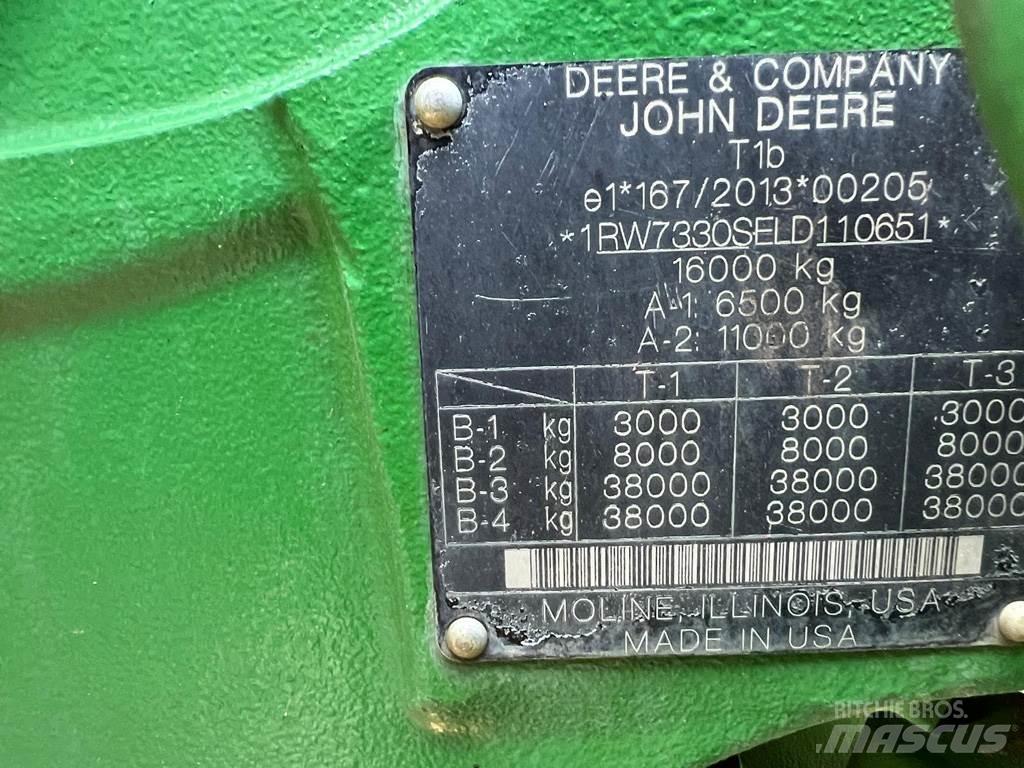 DEERE & COMPANY
JOHN DEERE
T1b
e1*167/2013*00205
*1RW7330SELD110651*
16000 kg
A-1: 6500 kg
A-2: 11000 kg
T-1 T-2 T-3
B-1 kg 3000 3000 3000
B-2 kg 8000 8000 8000
B-3 kg 38000 38000 38000
B-4 kg 38000 38000 38000
MOLINE, ILLINOIS, USA
MADE IN USA
RITCHIE BROS.
MASCUS